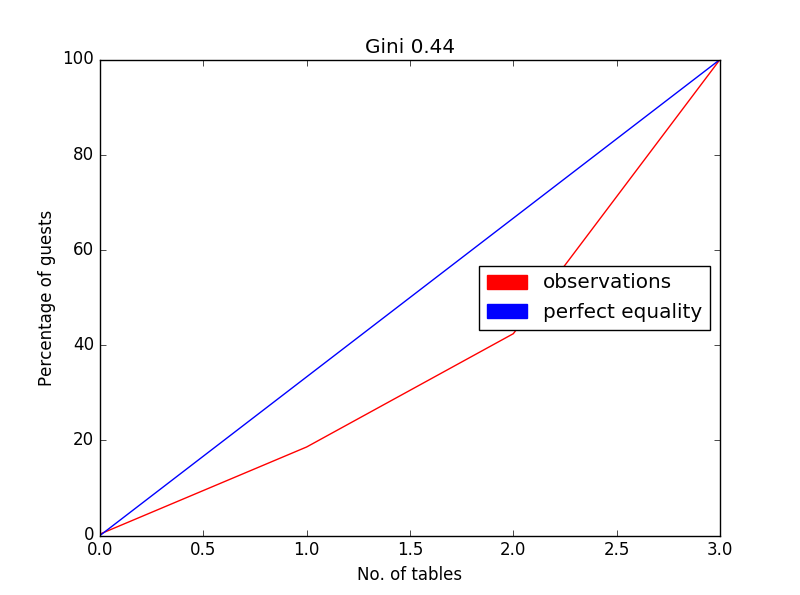 Gini 0.44
100
80
60
40
20
0
Percentage of guests
observations
perfect equality
0.0 0.5 1.0 1.5 2.0 2.5 3.0
No. of tables